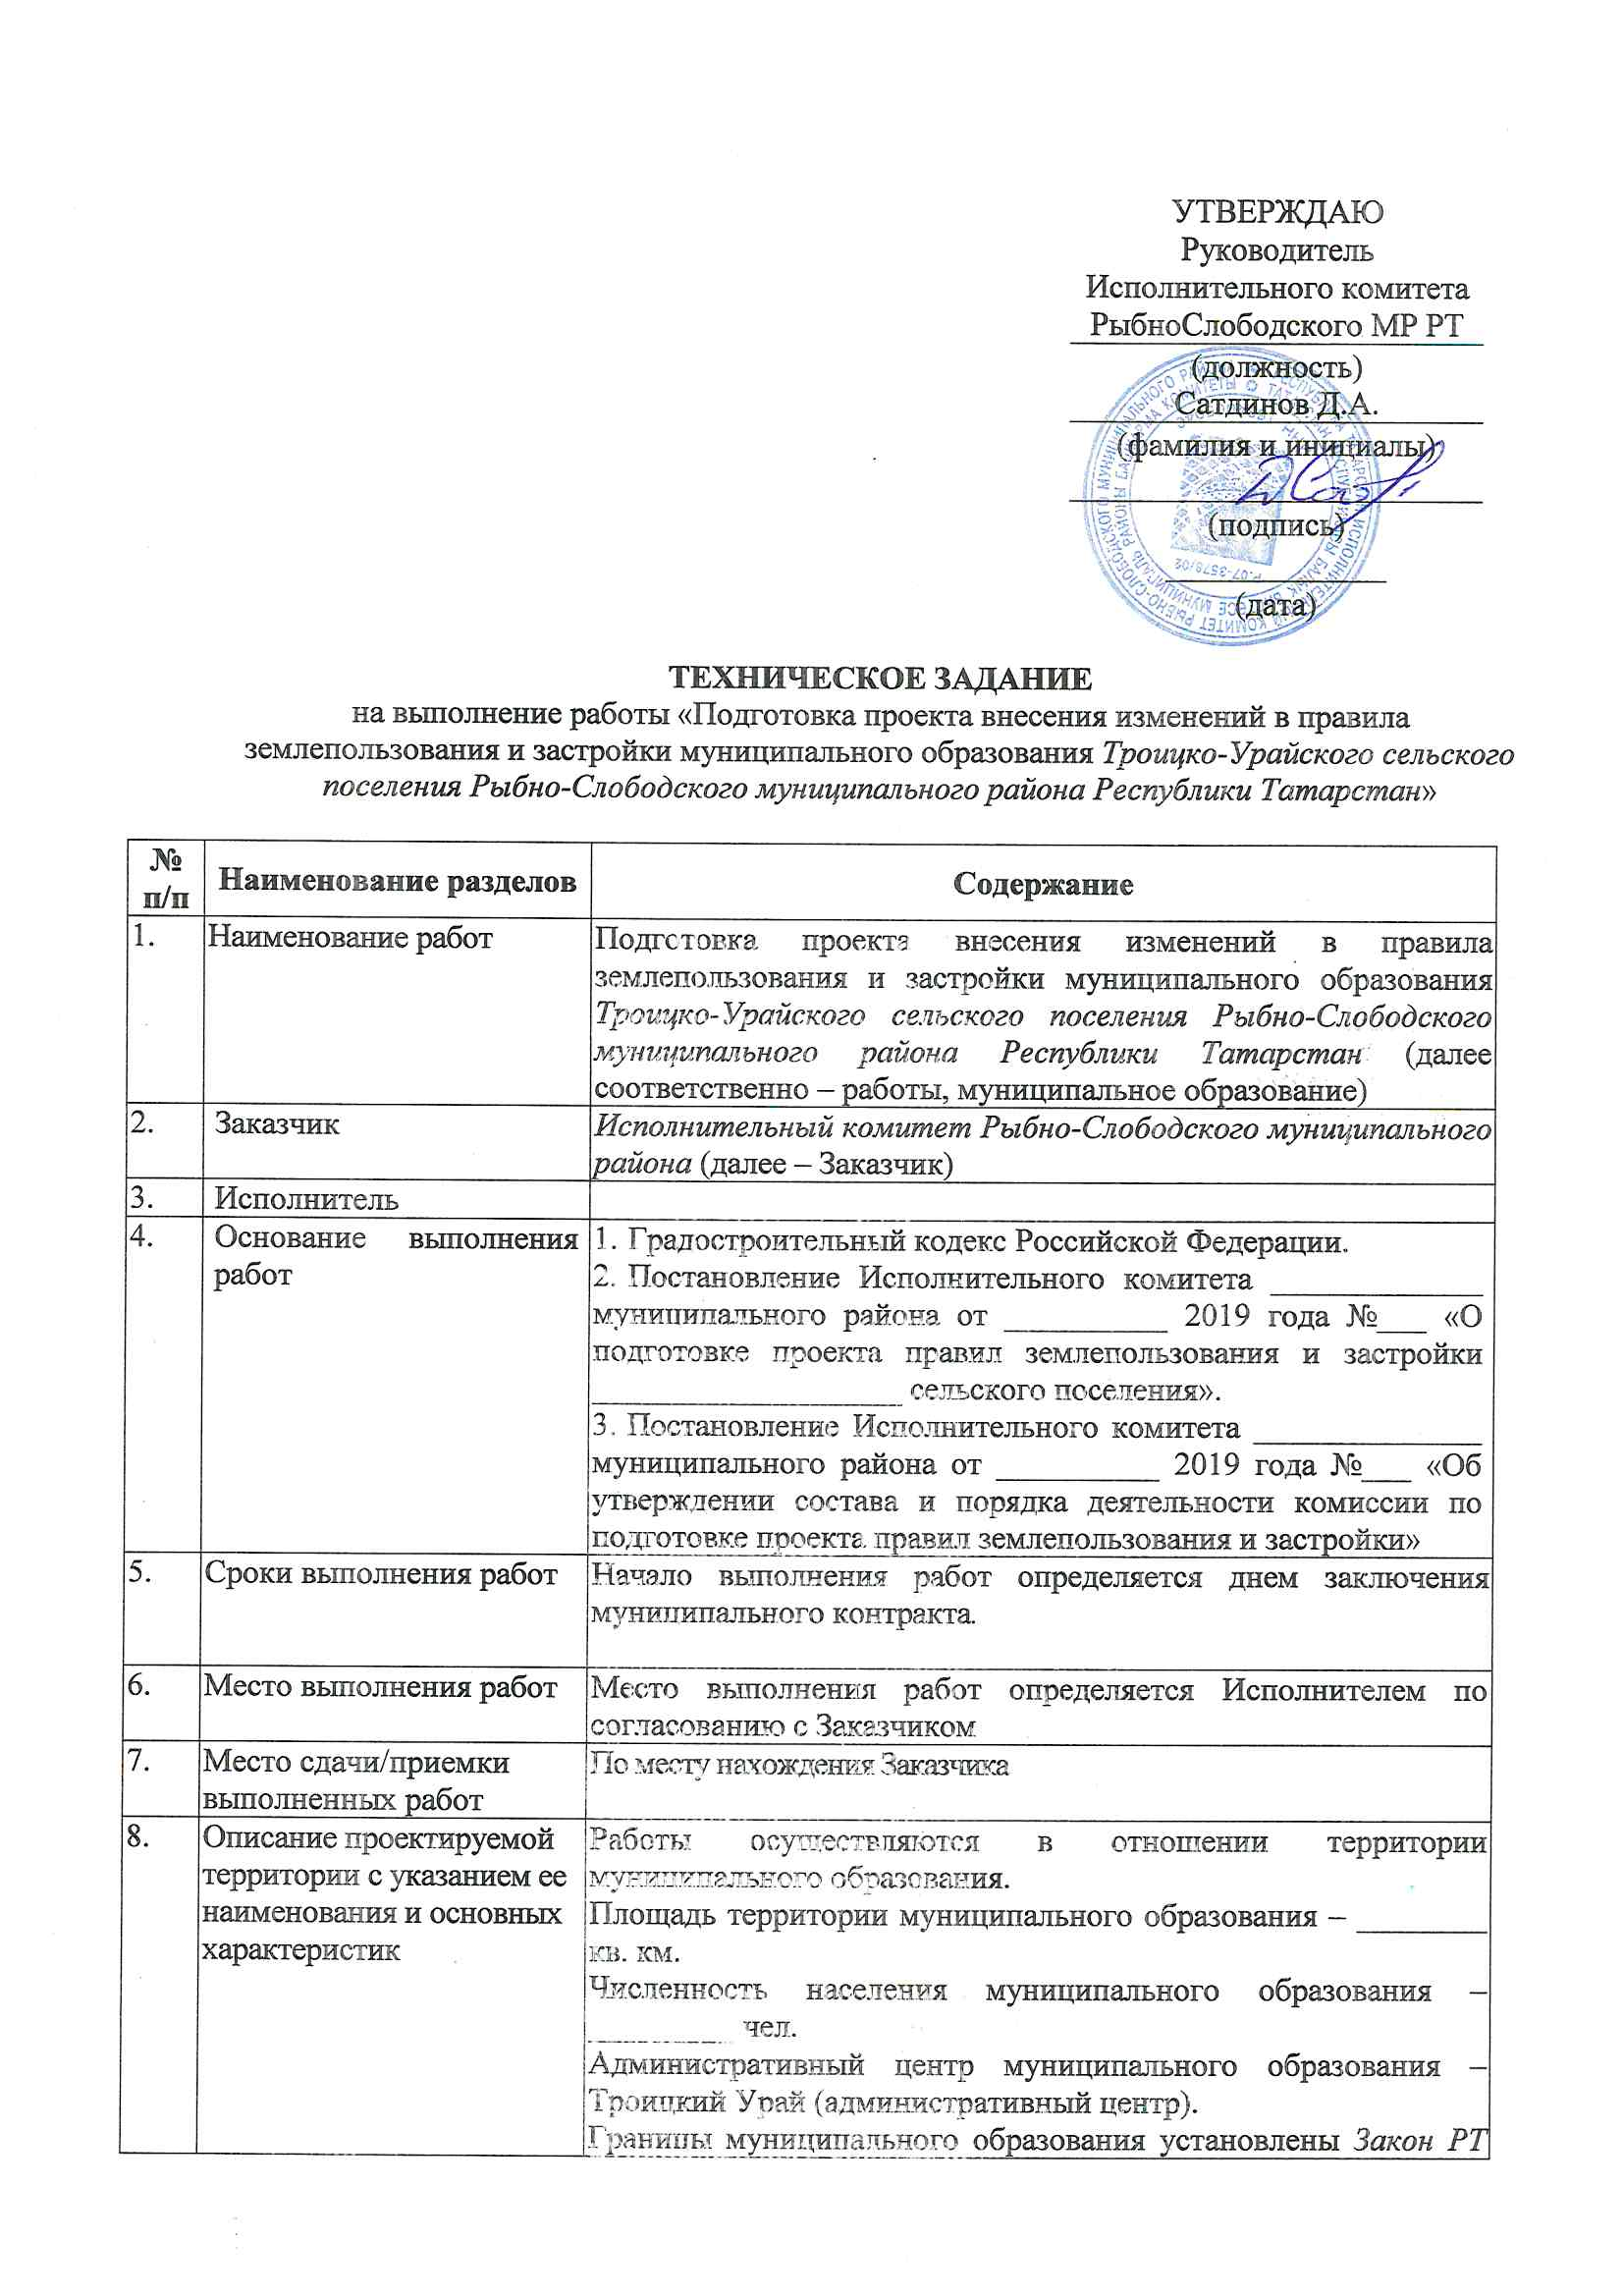 УТВЕРЖДАЮ
Руководитель
Исполнительного комитета
РыбноСлободского МР РТ
(должность)
Сатдинов Д.А.
(фамилия и инициалы)
(подпись)
(дата)
ТЕХНИЧЕСКОЕ ЗАДАНИЕ
на выполнение работы «Подготовка проекта внесения изменений в правила
землепользования и застройки муниципального образования Троицко-Урайского сельского
поселения Рыбно-Слободского муниципального района Республики Татарстан»
№
п/п
Наименование разделов
Содержание
1.
Наименование работ
Подготовка проекта внесения изменений в правила
землепользования и застройки муниципального образования
Троицко-Урайского сельского поселения Рыбно-Слободского
муниципального района Республики Татарстан (далее
соответственно – работы, муниципальное образование)
2.
Заказчик
Исполнительный комитет Рыбно-Слободского муниципального
района (далее – Заказчик)
3.
Исполнитель
4.
Основание выполнения
работ
1. Градостроительный кодекс Российской Федерации.
2. Постановление Исполнительного комитета _____________
муниципального района от __________ 2019 года №___ «О
подготовке проекта правил землепользования и застройки
___________________ сельского поселения».
3. Постановление Исполнительного комитета ______________
муниципального района от __________ 2019 года №___ «Об
утверждении состава и порядка деятельности комиссии по
подготовке проекта правил землепользования и застройки»
5.
Сроки выполнения работ
Начало выполнения работ определяется днем заключения
муниципального контракта.
6.
Место выполнения работ
Место выполнения работ определяется Исполнителем по
согласованию с Заказчиком
7.
Место сдачи/приемки
выполненных работ
По месту нахождения Заказчика
8.
Описание проектируемой
территории с указанием ее
наименования и основных
характеристик
Работы осуществляются в отношении территории
муниципального образования.
Площадь территории муниципального образования – ________
кв. км.
Численность населения муниципального образования –
_________ чел.
Административный центр муниципального образования –
Троицкий Урай (административный центр).
Границы муниципального образования установлены Закон РТ